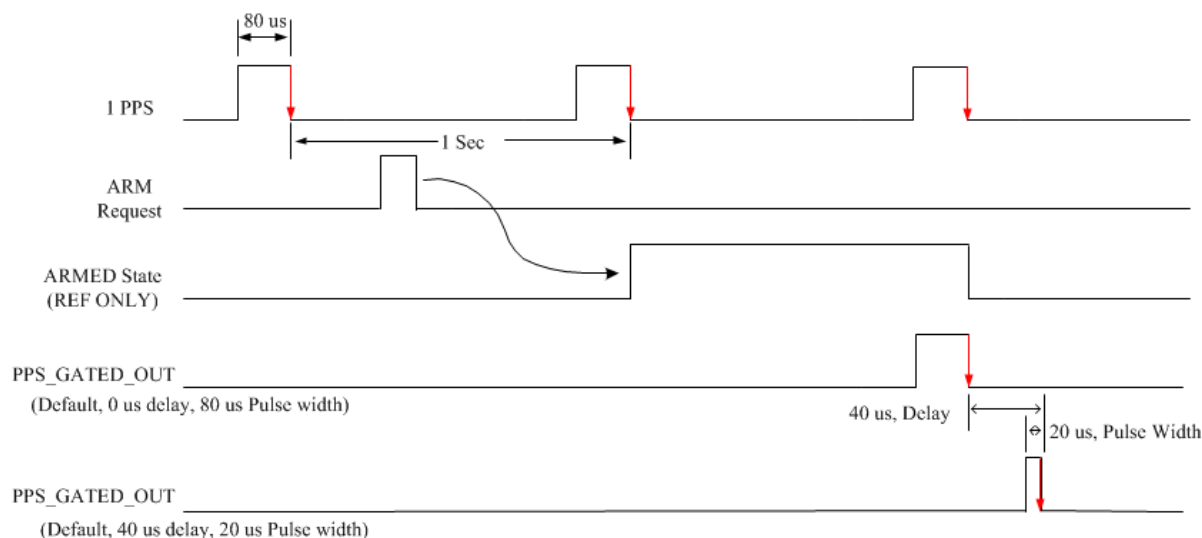 80 us
1 PPS
1 Sec
ARM
Request
ARMED State
(REF ONLY)
PPS_GATED_OUT
(Default, 0 us delay, 80 us Pulse width)
40 us, Delay
20 us, Pulse Width
PPS_GATED_OUT
(Default, 40 us delay, 20 us Pulse width)